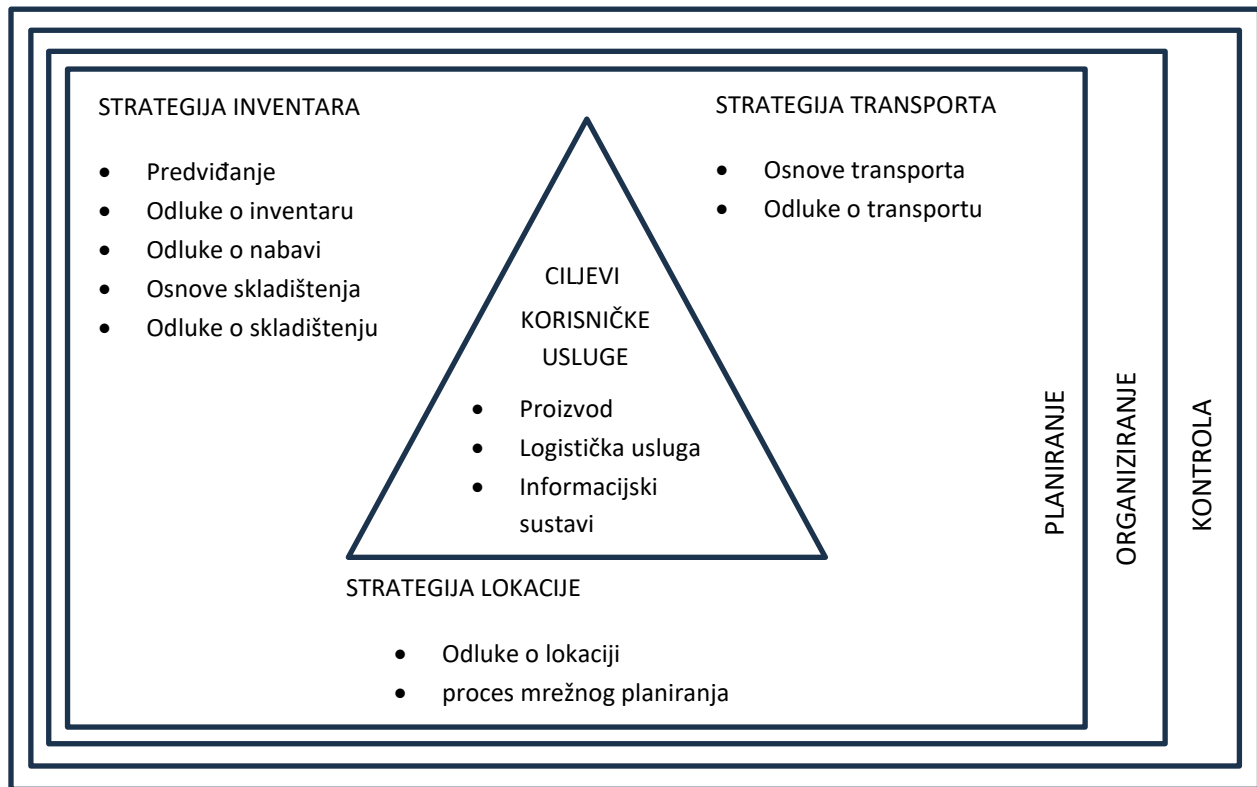 STRATEGIJA INVENTARA
• Predviđanje
• Odluke o inventaru
• Odluke o nabavi
• Osnove skladištenja
• Odluke o skladištenju
STRATEGIJA TRANSPORTA
• Osnove transporta
• Odluke o transportu
CILJEVI
KORISNIČKE
USLUGE
• Proizvod
• Logistička usluga
• Informacijski
sustavi
STRATEGIJA LOKACIJE
• Odluke o lokaciji
• proces mrežnog planiranja
PLANIRANJE
ORGANIZIRANJE
KONTROLA